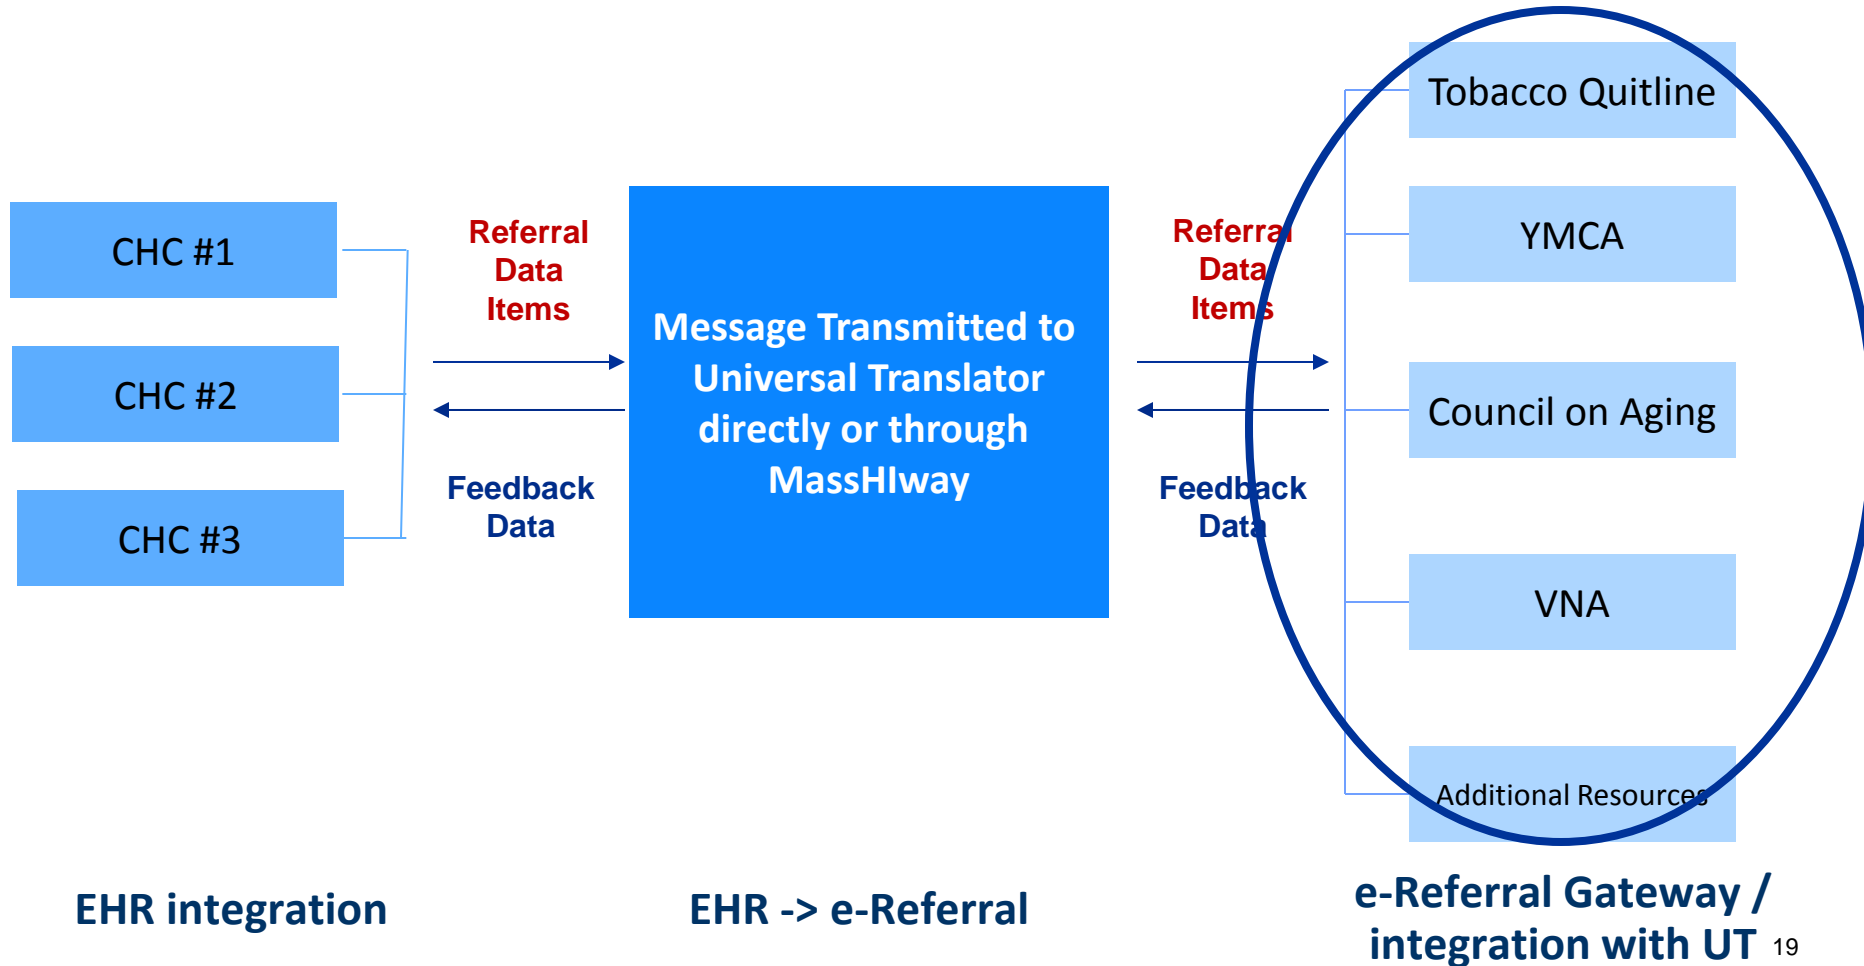 CHC #1
CHC #2
CHC #3
Referral
Data
Items
Feedback
Data
Message Transmitted to
Universal Translator
directly or through
MassHIway
Referral
Data
Items
Feedback
Data
Tobacco Quitline
YMCA
Council on Aging
VNA
Additional Resources
EHR integration
EHR -> e-Referral
e-Referral Gateway /
integration with UT
19